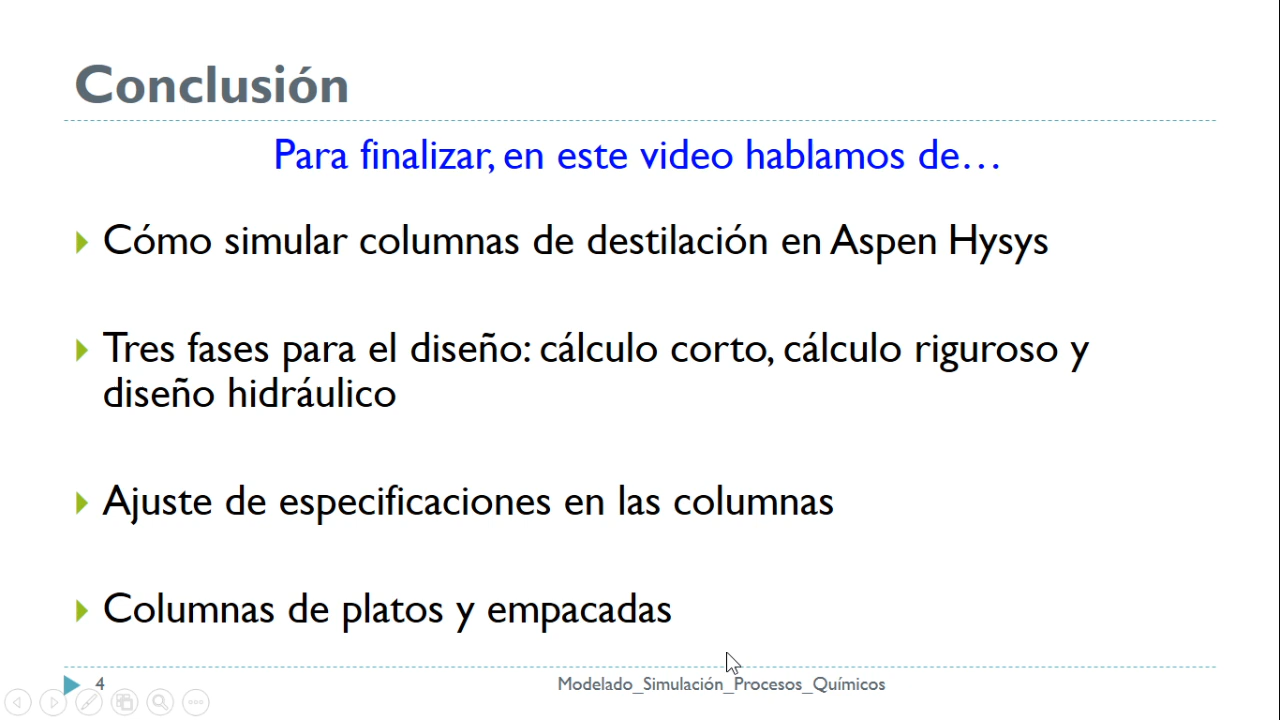 Conclusión
Para finalizar, en este video hablamos de…
Cómo simular columnas de destilación en Aspen Hysys
Tres fases para el diseño: cálculo corto, cálculo riguroso y
diseño hidráulico
Ajuste de especificaciones en las columnas
Columnas de platos y empacadas
4
Modelado_Simulación_Procesos_Químicos